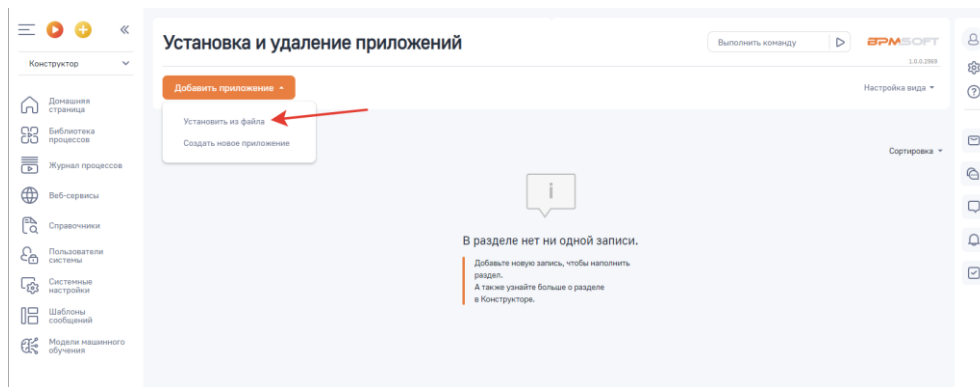 Установка и удаление приложений
Выполнить команду
BPMSOFT
1.0.0.2969
Конструктор
Добавить приложение
Настройка вида
Установить из файла
Создать новое приложение
Сортировка
Домашняя
страница
Библиотека
процессов
Журнал процессов
Веб-сервисы
Справочники
Пользователи
системы
Системные
настройки
Шаблоны
сообщений
Модели машинного
обучения
В разделе нет ни одной записи.
Добавьте новую запись, чтобы наполнить
раздел.
А также узнайте больше о разделе
в Конструкторе.